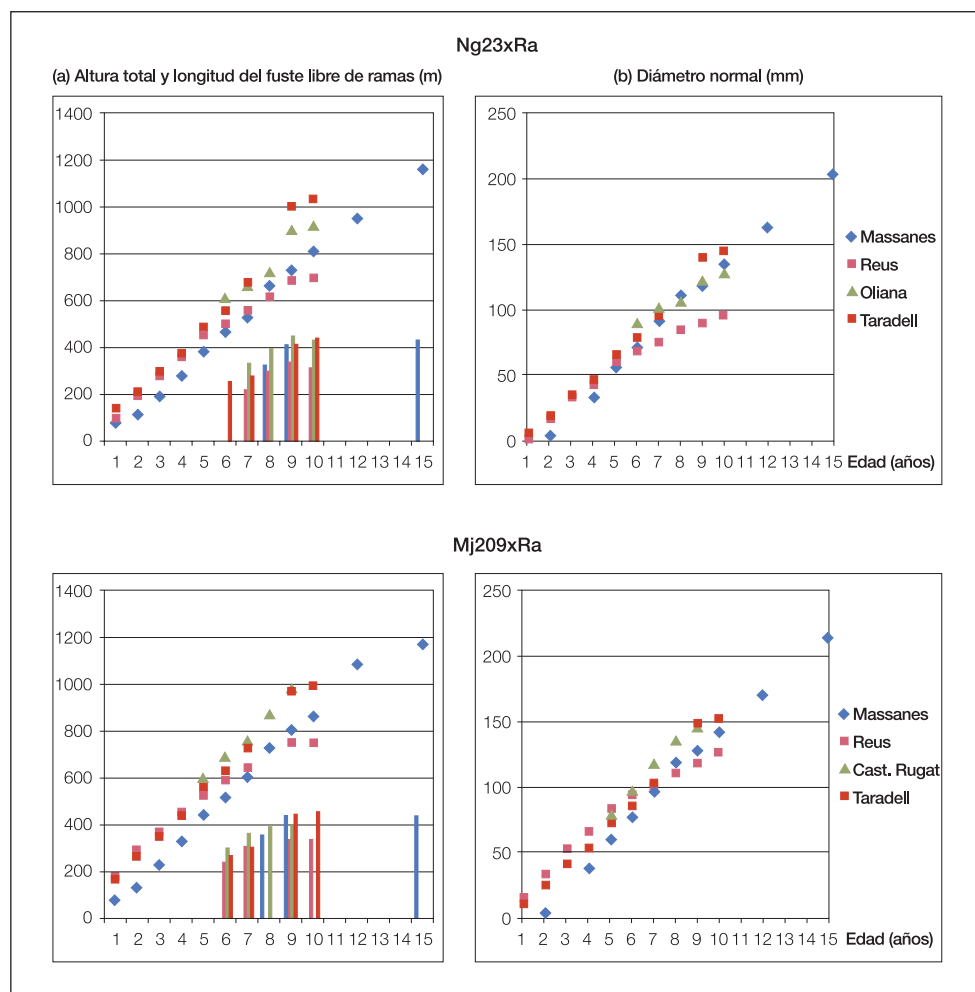 Ng23xRa
(a) Altura total y longitud del fuste libre de ramas (m)
1400
1200
1000
800
600
400
200
0
1 2 3 4 5 6 7 8 9 10 11 12 13 14 15
(b) Diámetro normal (mm)
250
200
150
100
50
0
1 2 3 4 5 6 7 8 9 10 11 12 13 14 15 Edad (años)
Massanes
Reus
Oliana
Taradell
Mj209xRa
1400
1200
1000
800
600
400
200
0
1 2 3 4 5 6 7 8 9 10 11 12 13 14 15
250
200
150
100
50
0
1 2 3 4 5 6 7 8 9 10 11 12 13 14 15 Edad (años)
Massanes
Reus
Cast. Rugat
Taradell